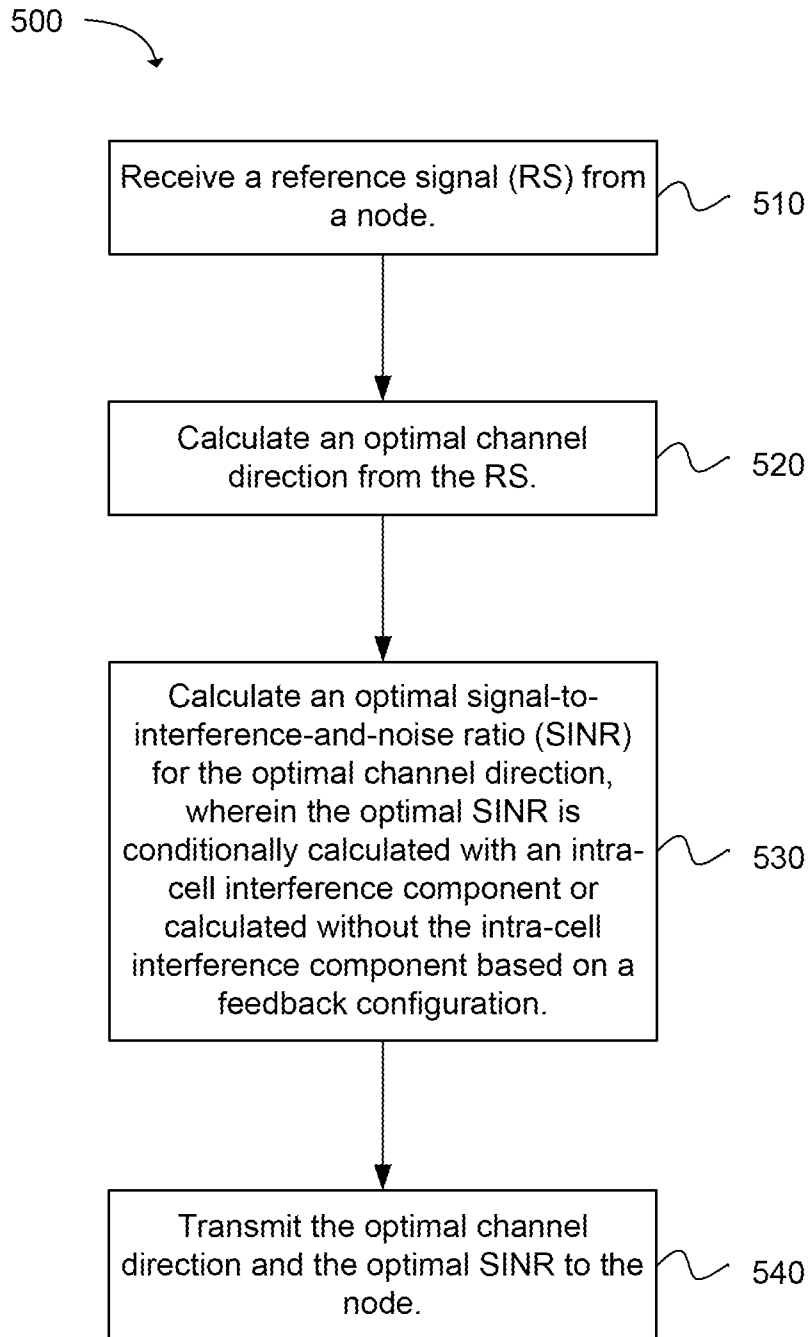 500
Receive a reference signal (RS) from
a node.
510
Calculate an optimal channel
direction from the RS.
520
Calculate an optimal signal-to-
interference-and-noise ratio (SINR)
for the optimal channel direction,
wherein the optimal SINR is
conditionally calculated with an intra-
cell interference component or
calculated without the intra-cell
interference component based on a
feedback configuration.
530
Transmit the optimal channel
direction and the optimal SINR to the
node.
540